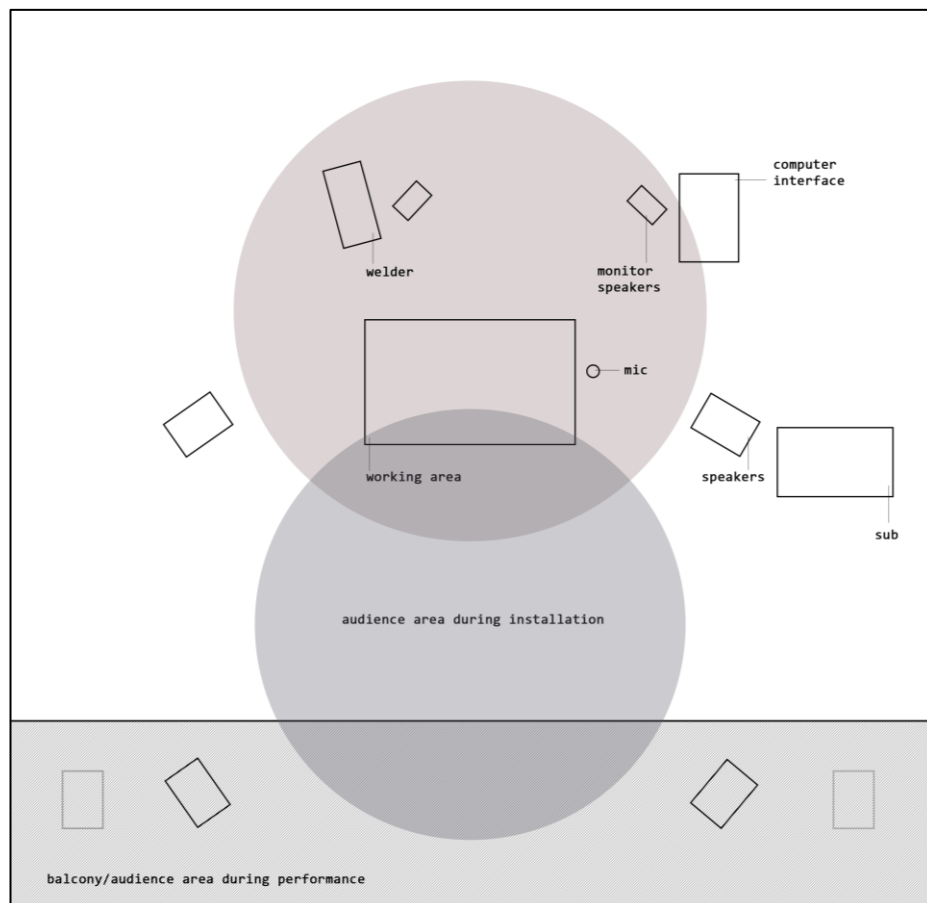 computer
interface
welder
monitor
speakers
mic
working area
speakers
sub
audience area during installation
balcony/audience area during performance